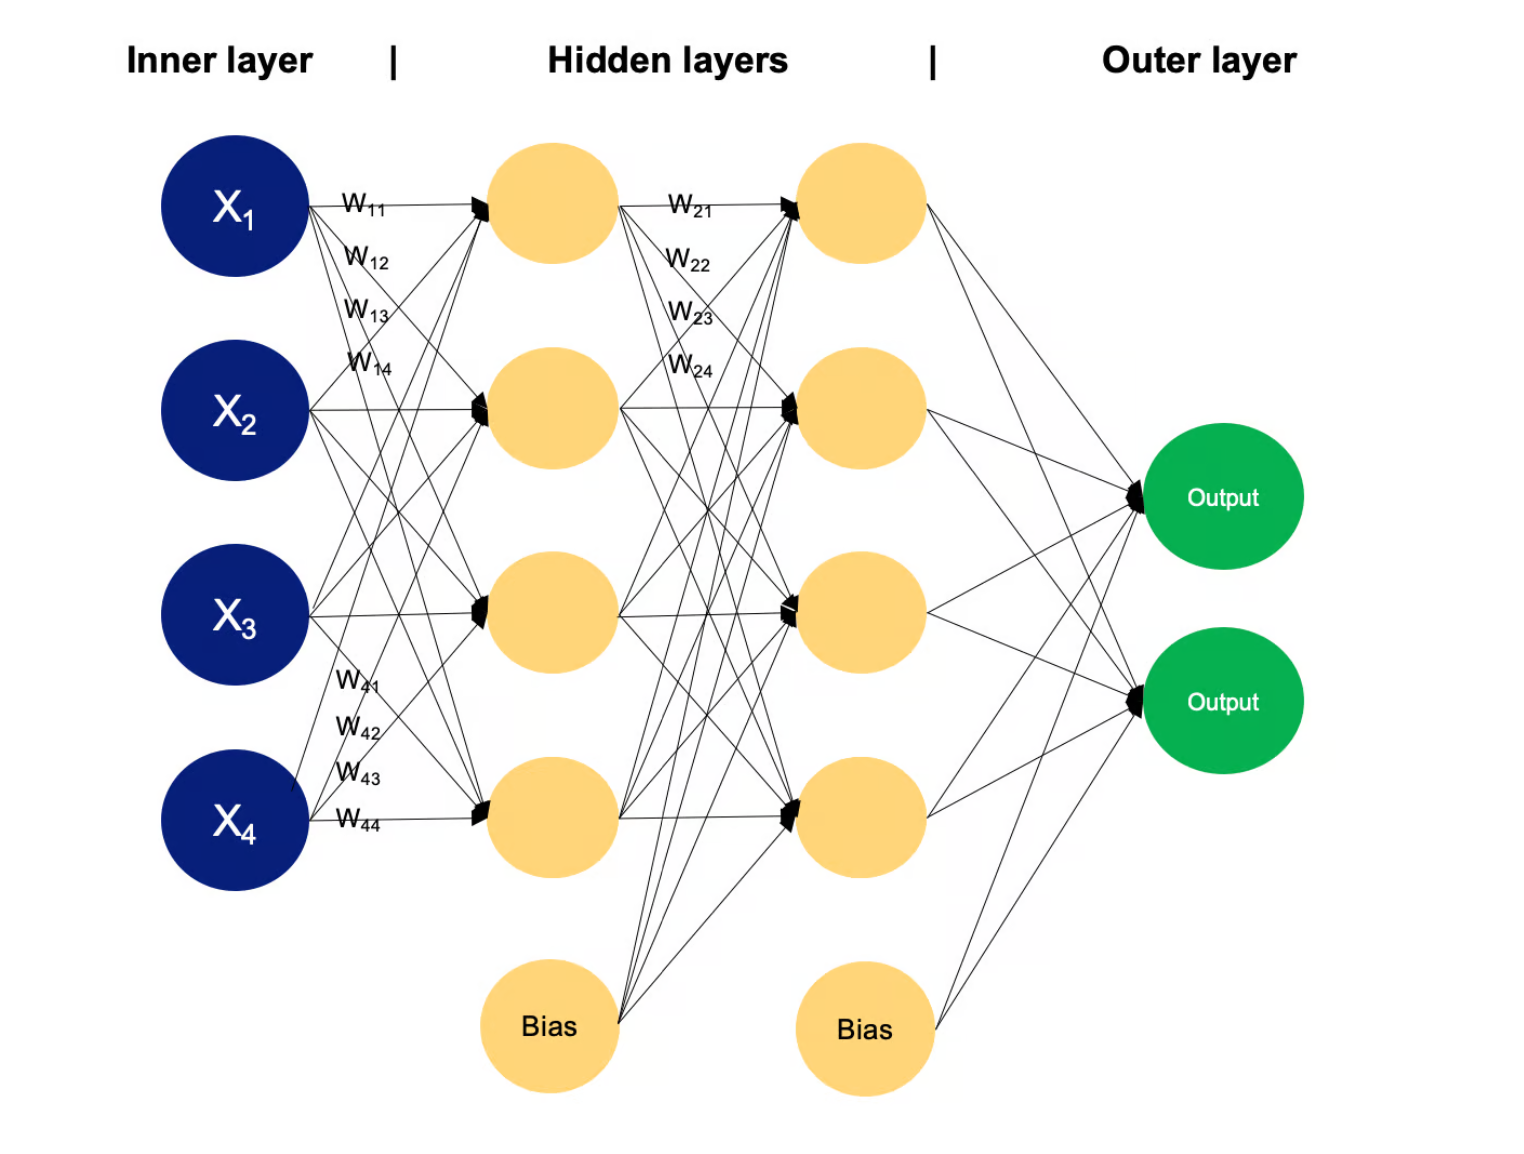 Inner layer | Hidden layers | Outer layer
X1
W11
W12
W13
W14
W21
W22
W23
W24
X2
X3
X4
W41
W42
W43
W44
Output
Output
Bias
Bias